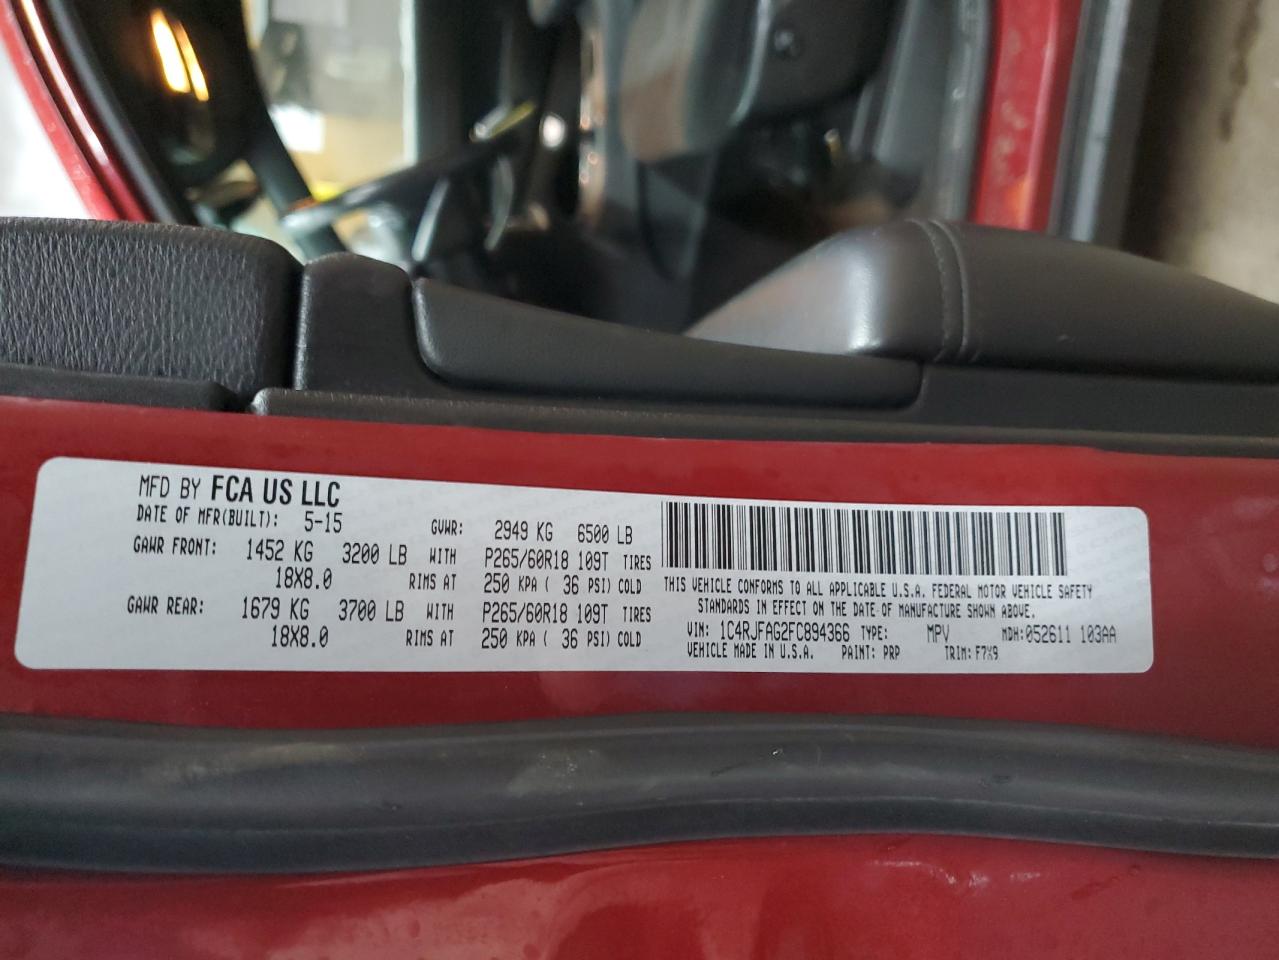 MFD BY FCA US LLC
DATE OF MFR(BUILT): 5-15 GVWR: 2949 KG 6500 LB
GAWR FRONT: 1452 KG 3200 LB WITH P265/60R18 109T TIRES
18X8.0 RIMS AT 250 KPA ( 36 PSI) COLD
GAWR REAR: 1679 KG 3700 LB WITH P265/60R18 109T TIRES
18X8.0 RIMS AT 250 KPA ( 36 PSI) COLD
THIS VEHICLE CONFORMS TO ALL APPLICABLE U.S.A. FEDERAL MOTOR VEHICLE SAFETY
STANDARDS IN EFFECT ON THE DATE OF MANUFACTURE SHOWN ABOVE.
VIN: 1C4RJFAG2FC894366 TYPE: MPV MDH:052611 103AA
VEHICLE MADE IN U.S.A. PAINT: PRP TRIM: F7X9